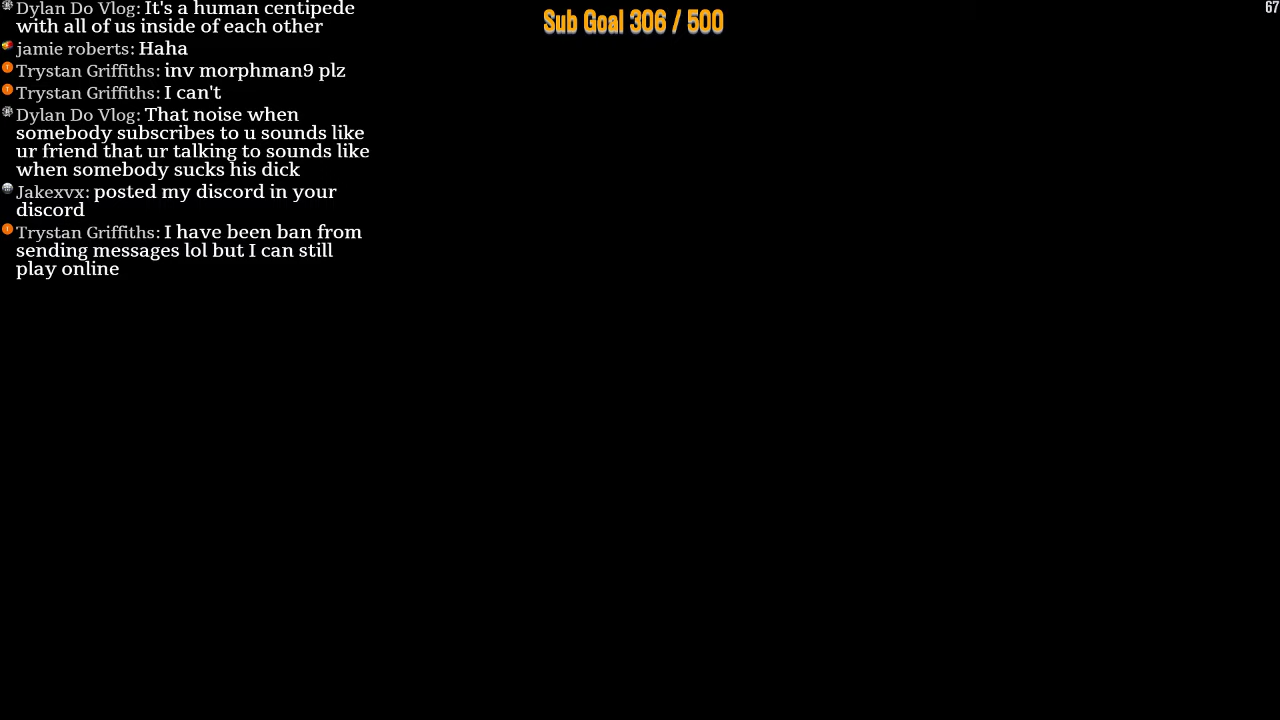 Dylan Do Vlog: It's a human centipede
with all of us inside of each other
jamie roberts: Haha
Trystan Griffiths: inv morphman9 plz
Trystan Griffiths: I can't
Dylan Do Vlog: That noise when
somebody subscribes to u sounds like
ur friend that ur talking to sounds like
when somebody sucks his dick
Jakexvx: posted my discord in your
discord
Trystan Griffiths: I have been ban from
sending messages lol but I can still
play online
Sub Goal 306 / 500
67